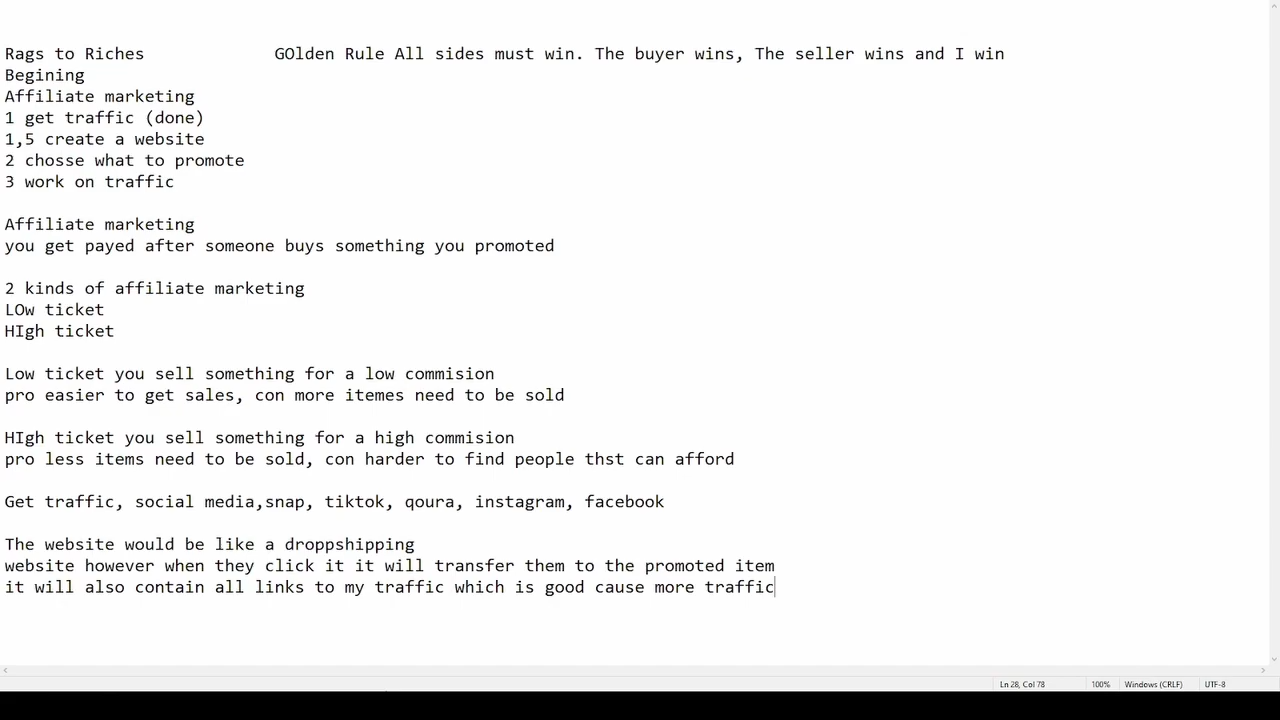 Rags to Riches             GOlden Rule All sides must win. The buyer wins, The seller wins and I win
Begining
Affiliate marketing
1 get traffic (done)
1,5 create a website
2 chosse what to promote
3 work on traffic

Affiliate marketing
you get payed after someone buys something you promoted

2 kinds of affiliate marketing
LOw ticket
HIgh ticket

Low ticket you sell something for a low commision
pro easier to get sales, con more itemes need to be sold

HIgh ticket you sell something for a high commision
pro less items need to be sold, con harder to find people thst can afford

Get traffic, social media,snap, tiktok, qoura, instagram, facebook

The website would be like a droppshipping
website however when they click it it will transfer them to the promoted item
it will also contain all links to my traffic which is good cause more traffic
Ln 28, Col 78 100% Windows (CRLF) UTF-8